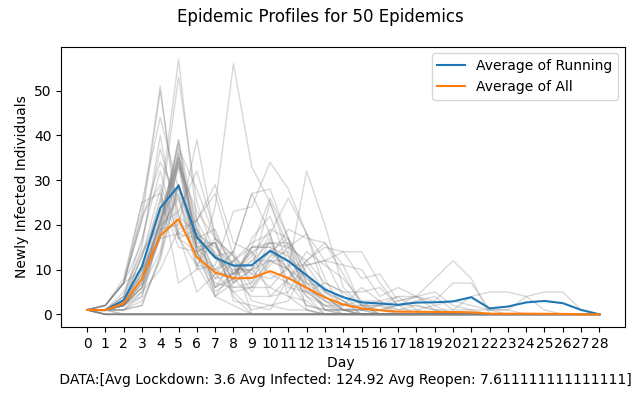 Epidemic Profiles for 50 Epidemics
Average of Running
Average of All
Newly Infected Individuals
50
40
30
20
10
0
0 1 2 3 4 5 6 7 8 9 10 11 12 13 14 15 16 17 18 19 20 21 22 23 24 25 26 27 28
Day
DATA:[Avg Lockdown: 3.6 Avg Infected: 124.92 Avg Reopen: 7.611111111111111]